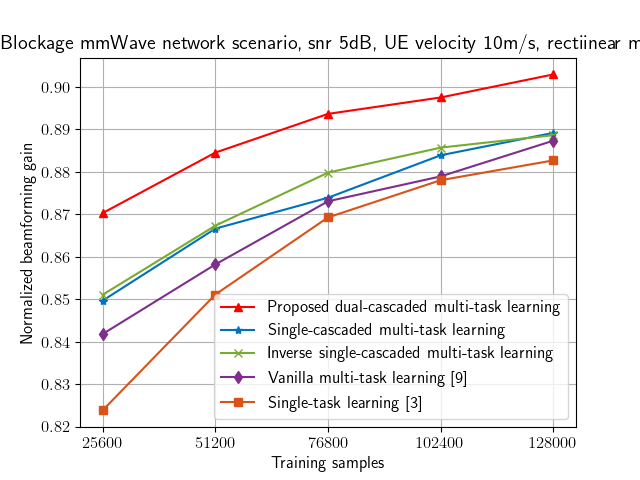 Blockage mmWave network scenario, snr 5dB, UE velocity 10m/s, rectiinear m
0.90
0.89
0.88
0.87
0.86
0.85
0.84
0.83
0.82
Normalized beamforming gain
Proposed dual-cascaded multi-task learning
Single-cascaded multi-task learning
Inverse single-cascaded multi-task learning
Vanilla multi-task learning [9]
Single-task learning [3]
25600 51200 76800 102400 128000
Training samples